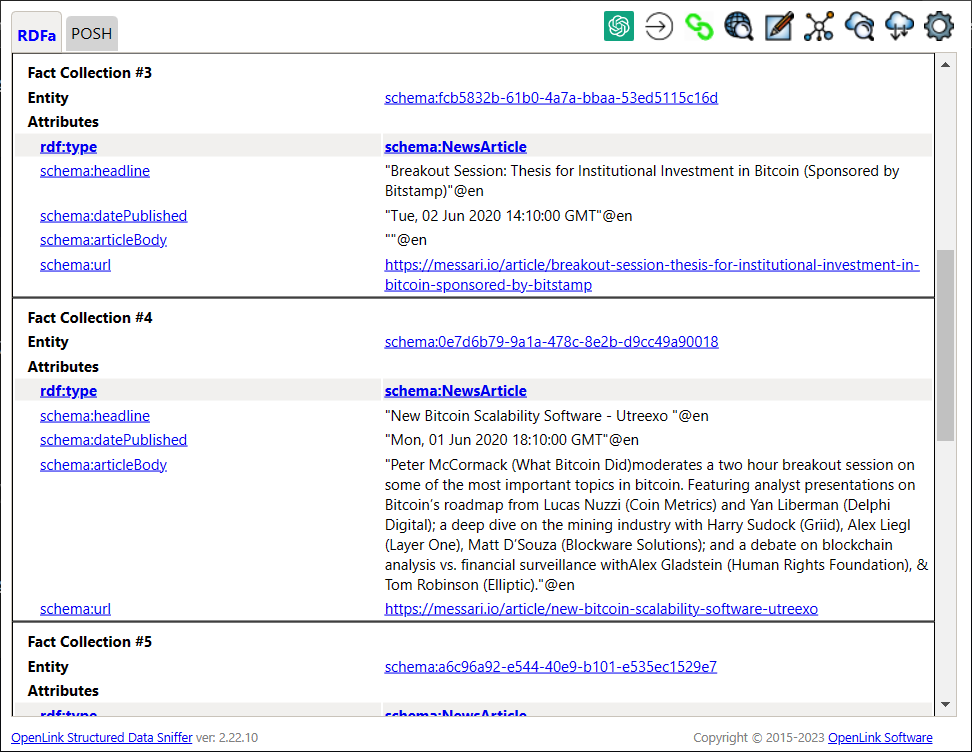 RDFa POSH
Fact Collection #3
Entity schema:fcb5832b-61b0-4a7a-bbaa-53ed5115c16d
Attributes
rdf:type schema:NewsArticle
schema:headline "Breakout Session: Thesis for Institutional Investment in Bitcoin (Sponsored by
Bitstamp)"@en
schema:datePublished "Tue, 02 Jun 2020 14:10:00 GMT"@en
schema:articleBody ""@en
schema:url https://messari.io/article/breakout-session-thesis-for-institutional-investment-in-
bitcoin-sponsored-by-bitstamp
Fact Collection #4
Entity schema:0e7d6b79-9a1a-478c-8e2b-d9cc49a90018
Attributes
rdf:type schema:NewsArticle
schema:headline "New Bitcoin Scalability Software - Utreexo "@en
schema:datePublished "Mon, 01 Jun 2020 18:10:00 GMT"@en
schema:articleBody "Peter McCormack (What Bitcoin Did)moderates a two hour breakout session on
some of the most important topics in bitcoin. Featuring analyst presentations on
Bitcoin’s roadmap from Lucas Nuzzi (Coin Metrics) and Yan Liberman (Delphi
Digital); a deep dive on the mining industry with Harry Sudock (Griid), Alex Liegl
(Layer One), Matt D’Souza (Blockware Solutions); and a debate on blockchain
analysis vs. financial surveillance withAlex Gladstein (Human Rights Foundation), &
Tom Robinson (Elliptic)."@en
schema:url https://messari.io/article/new-bitcoin-scalability-software-utreexo
Fact Collection #5
Entity schema:a6c96a92-e544-40e9-b101-e535ec1529e7
Attributes
rdf:type schema:NewsArticle
OpenLink Structured Data Sniffer ver: 2.22.10 Copyright © 2015-2023 OpenLink Software